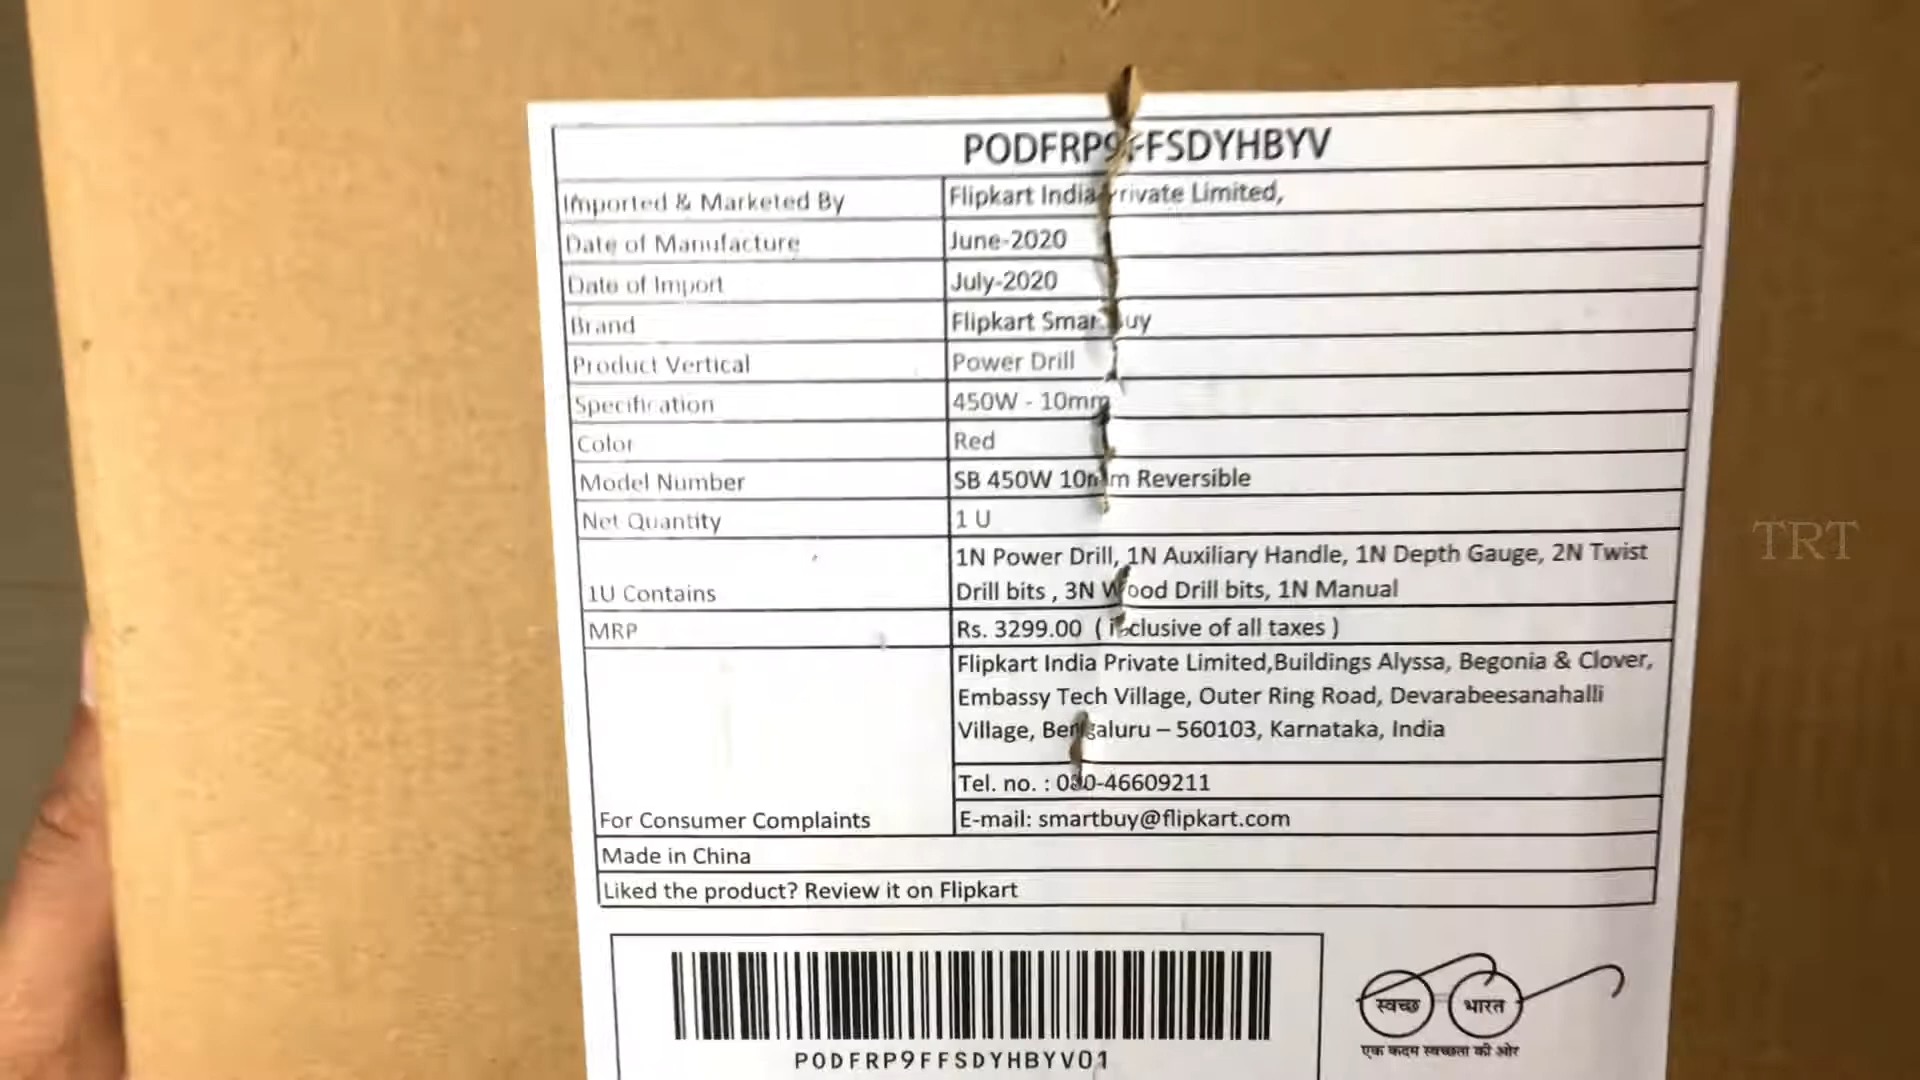 PODFRP9FFSDYHBYV
Imported & Marketed By Flipkart India Private Limited,
Date of Manufacture June-2020
Date of Import July-2020
Brand Flipkart SmartBuy
Product Vertical Power Drill
Specification 450W - 10mm
Color Red
Model Number SB 450W 10mm Reversible
Net Quantity 1 U
1U Contains 1N Power Drill, 1N Auxiliary Handle, 1N Depth Gauge, 2N Twist
Drill bits , 3N Wood Drill bits, 1N Manual
MRP Rs. 3299.00 ( inclusive of all taxes )
Flipkart India Private Limited,Buildings Alyssa, Begonia & Clover,
Embassy Tech Village, Outer Ring Road, Devarabeesanahalli
Village, Bengaluru – 560103, Karnataka, India
Tel. no. : 080-46609211
For Consumer Complaints E-mail: smartbuy@flipkart.com
Made in China
Liked the product? Review it on Flipkart
PODFRP9FFSDYHBYV01
स्वच्छ भारत
एक कदम स्वच्छता की ओर
TRT